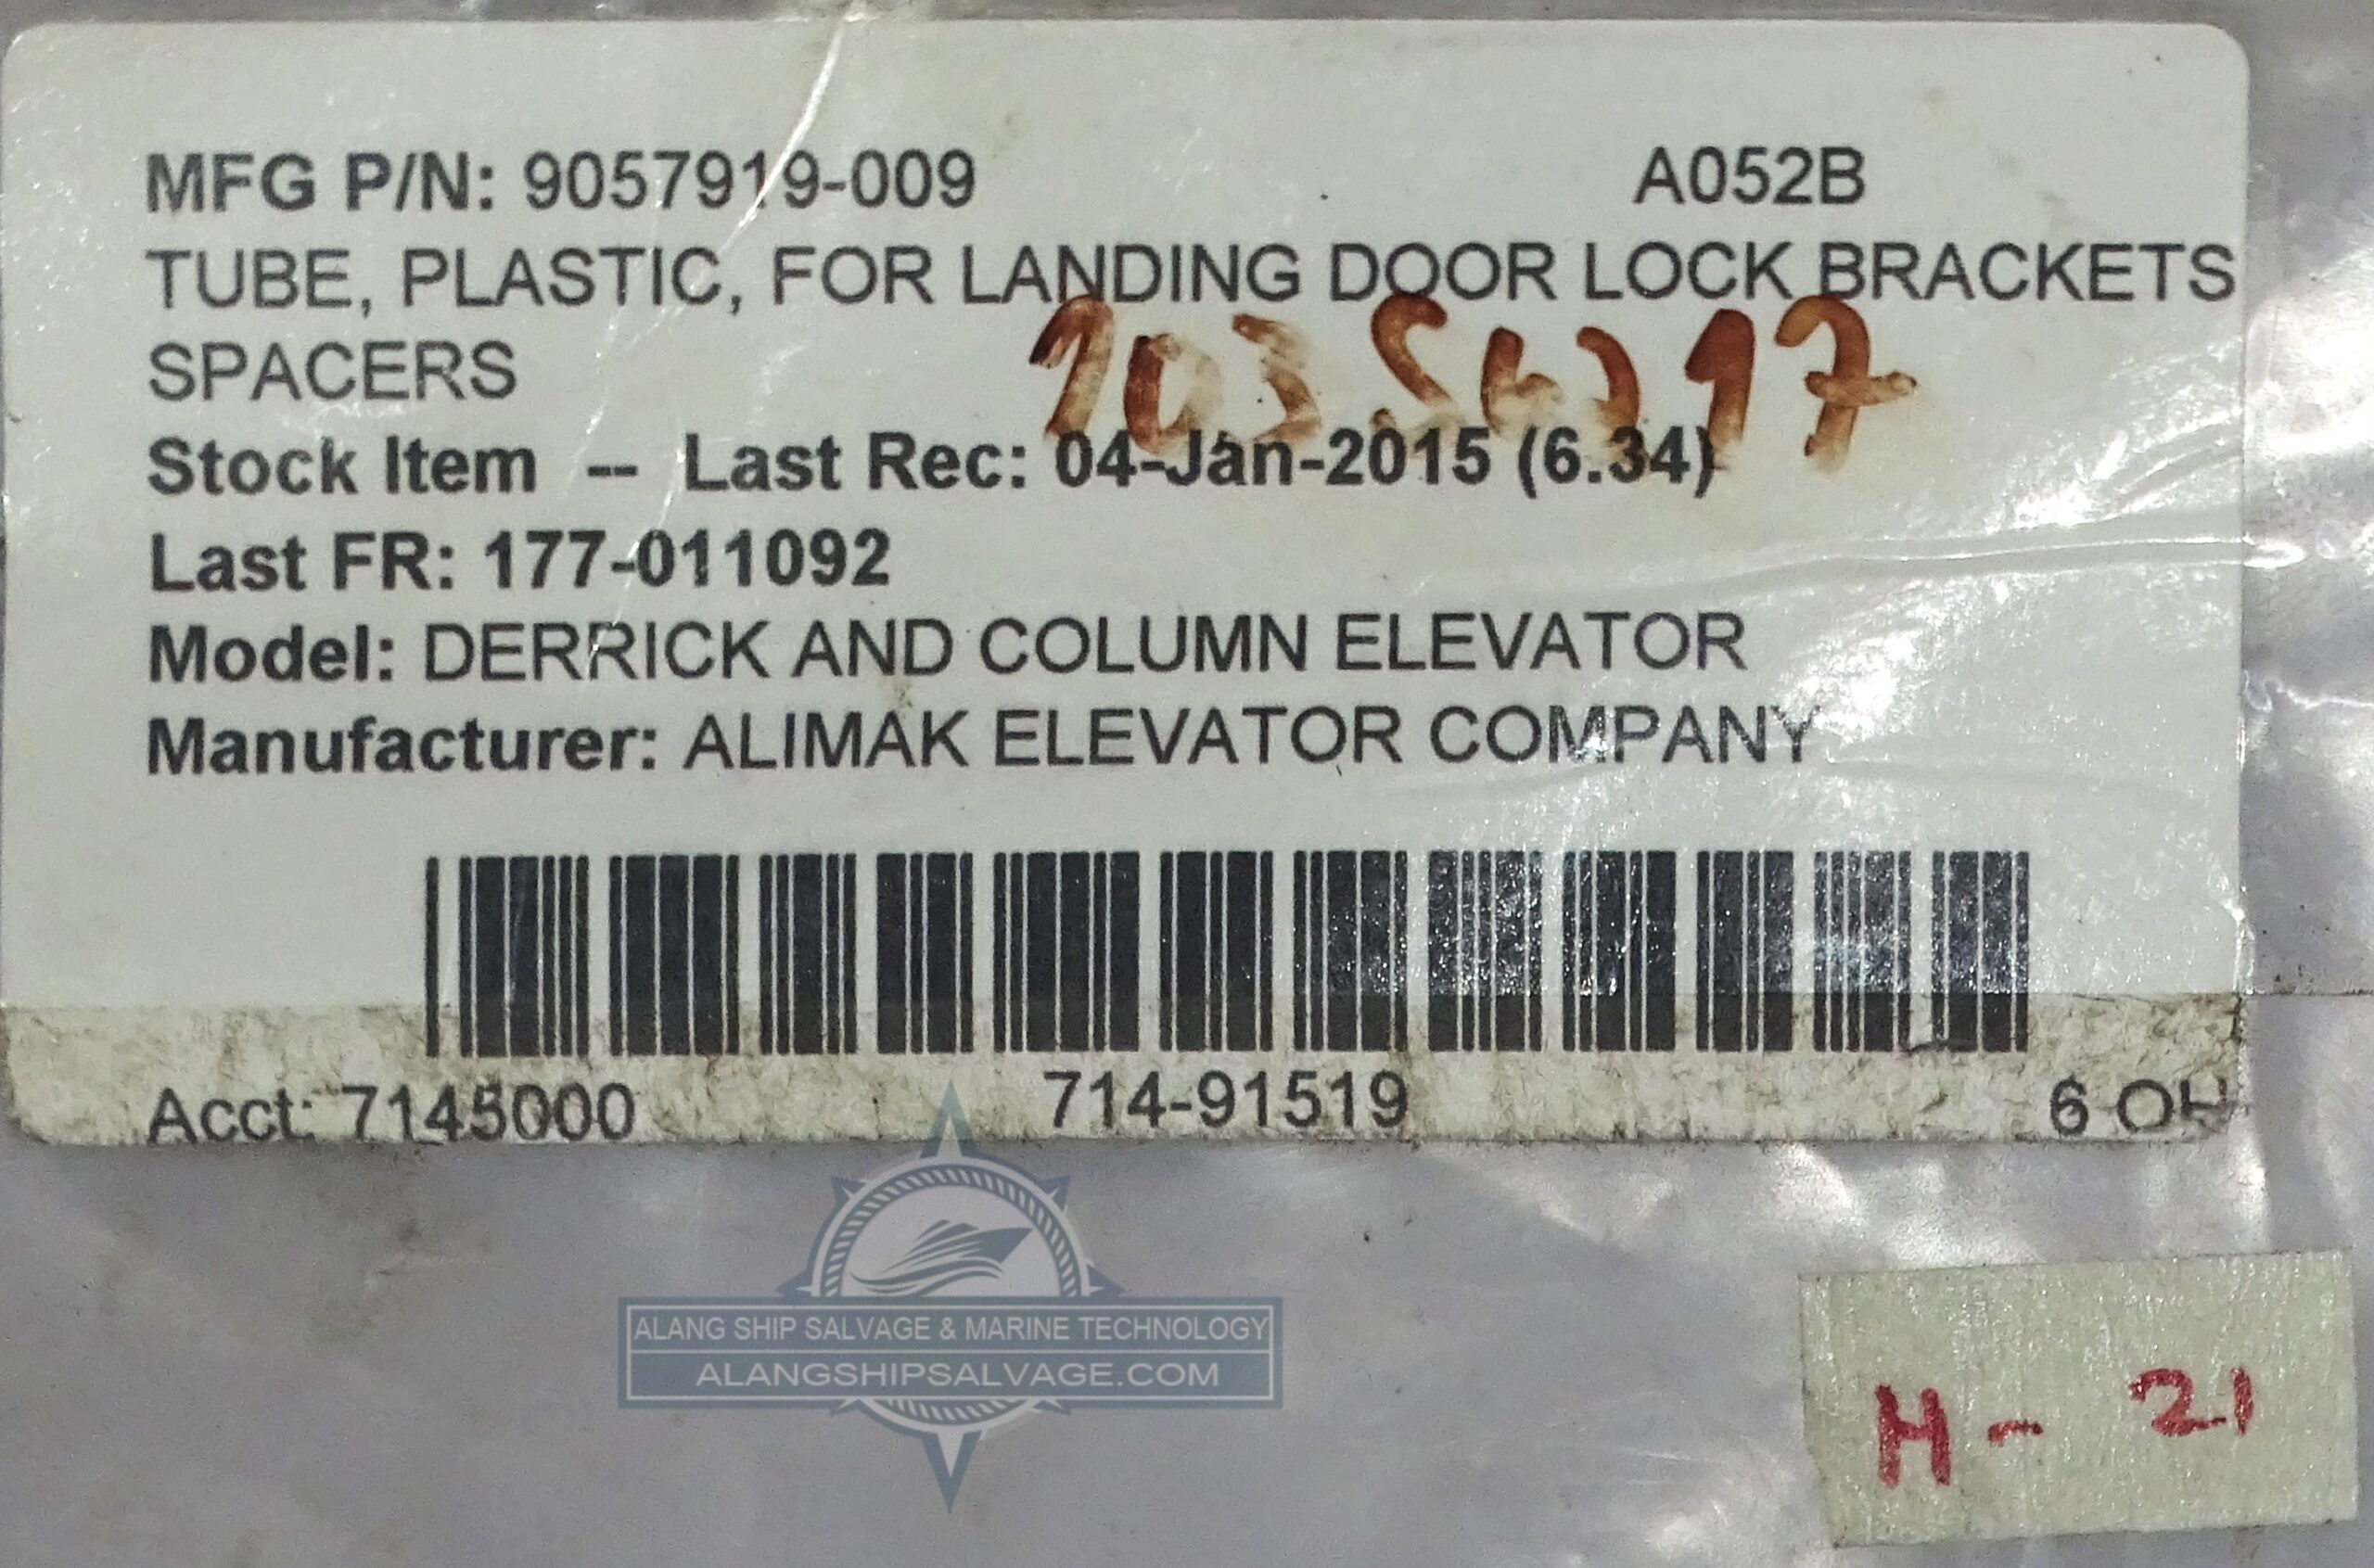 MFG P/N: 9057919-009 A052B
TUBE, PLASTIC, FOR LANDING DOOR LOCK BRACKETS
SPACERS
Stock Item -- Last Rec: 04-Jan-2015 (6.34)
Last FR: 177-011092
Model: DERRICK AND COLUMN ELEVATOR
Manufacturer: ALIMAK ELEVATOR COMPANY
Acct: 7145000 714-91519 6 OH
ALANG SHIP SALVAGE & MARINE TECHNOLOGY
ALANGSHIPSALVAGE.COM
H - 21